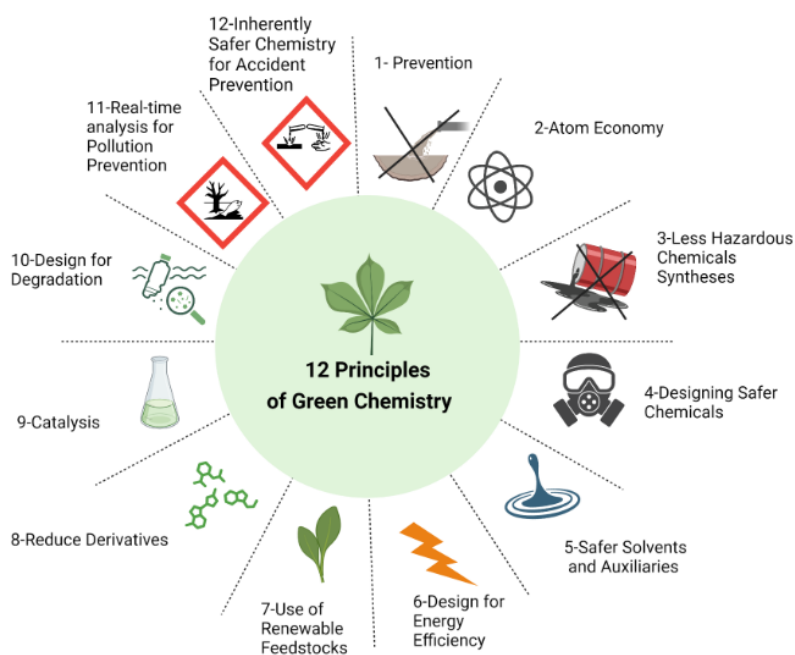 12 Principles
of Green Chemistry
1- Prevention
2-Atom Economy
3-Less Hazardous
Chemicals
Syntheses
4-Designing Safer
Chemicals
5-Safer Solvents
and Auxiliaries
6-Design for
Energy
Efficiency
7-Use of
Renewable
Feedstocks
8-Reduce Derivatives
9-Catalysis
10-Design for
Degradation
11-Real-time
analysis for
Pollution
Prevention
12-Inherently
Safer Chemistry
for Accident
Prevention